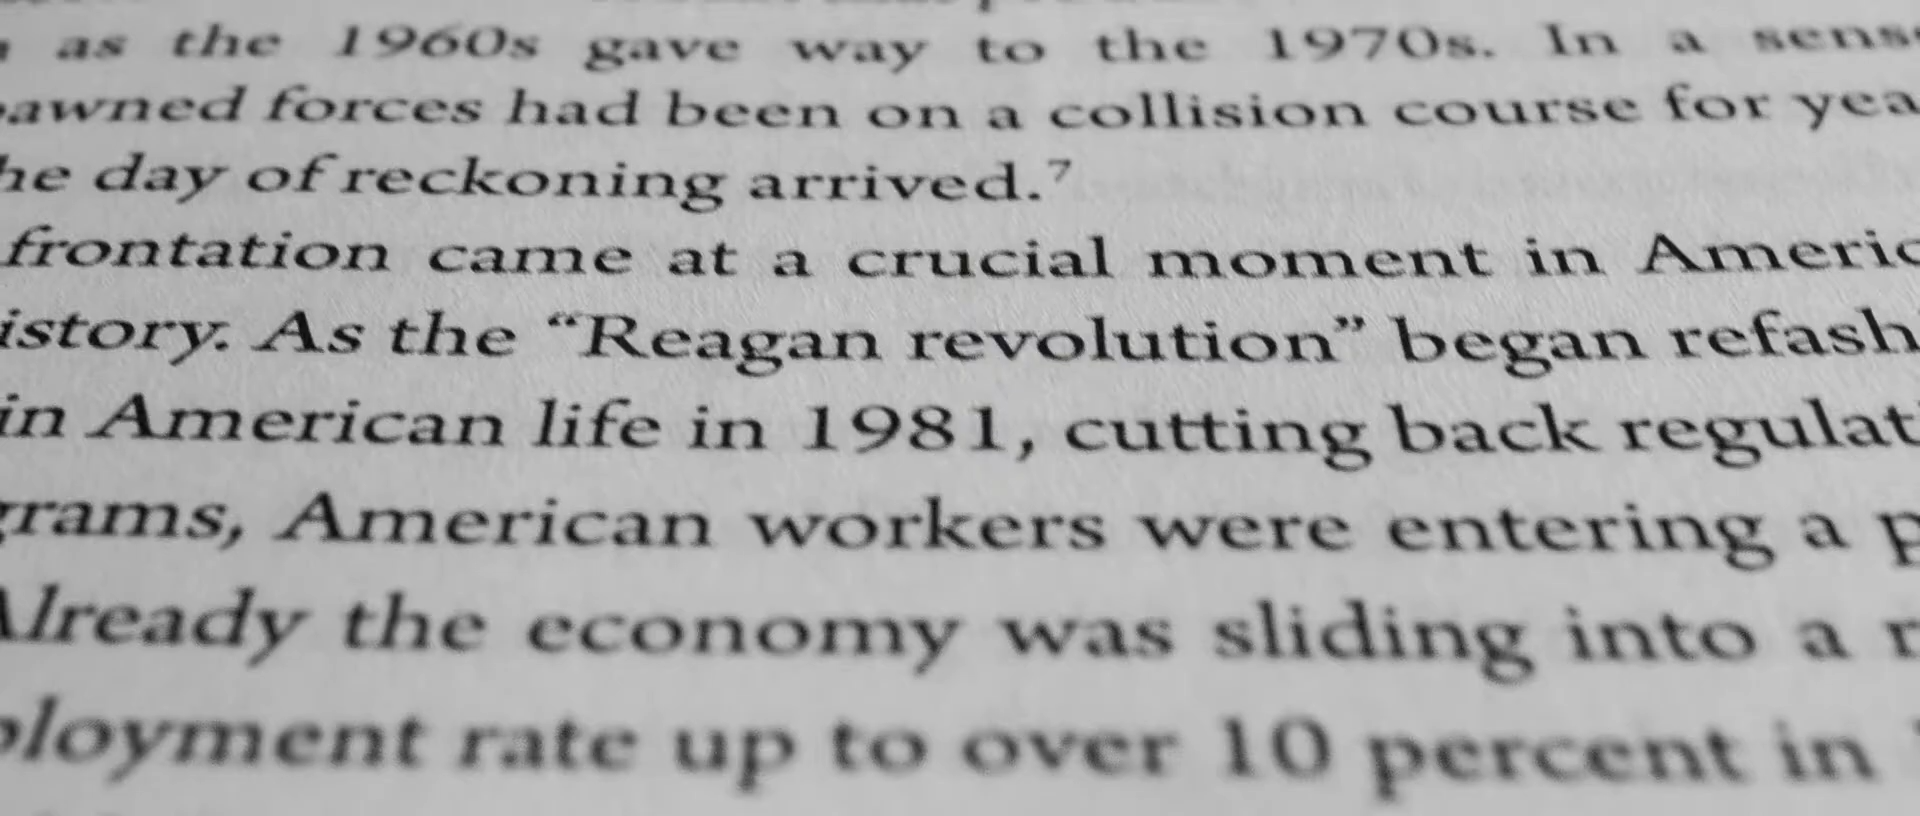 as the 1960s gave way to the 1970s. In a sens
awned forces had been on a collision course for yea
he day of reckoning arrived.⁷
frontation came at a crucial moment in Americ
istory. As the “Reagan revolution” began refash
in American life in 1981, cutting back regulat
grams, American workers were entering a p
Already the economy was sliding into a r
ployment rate up to over 10 percent in